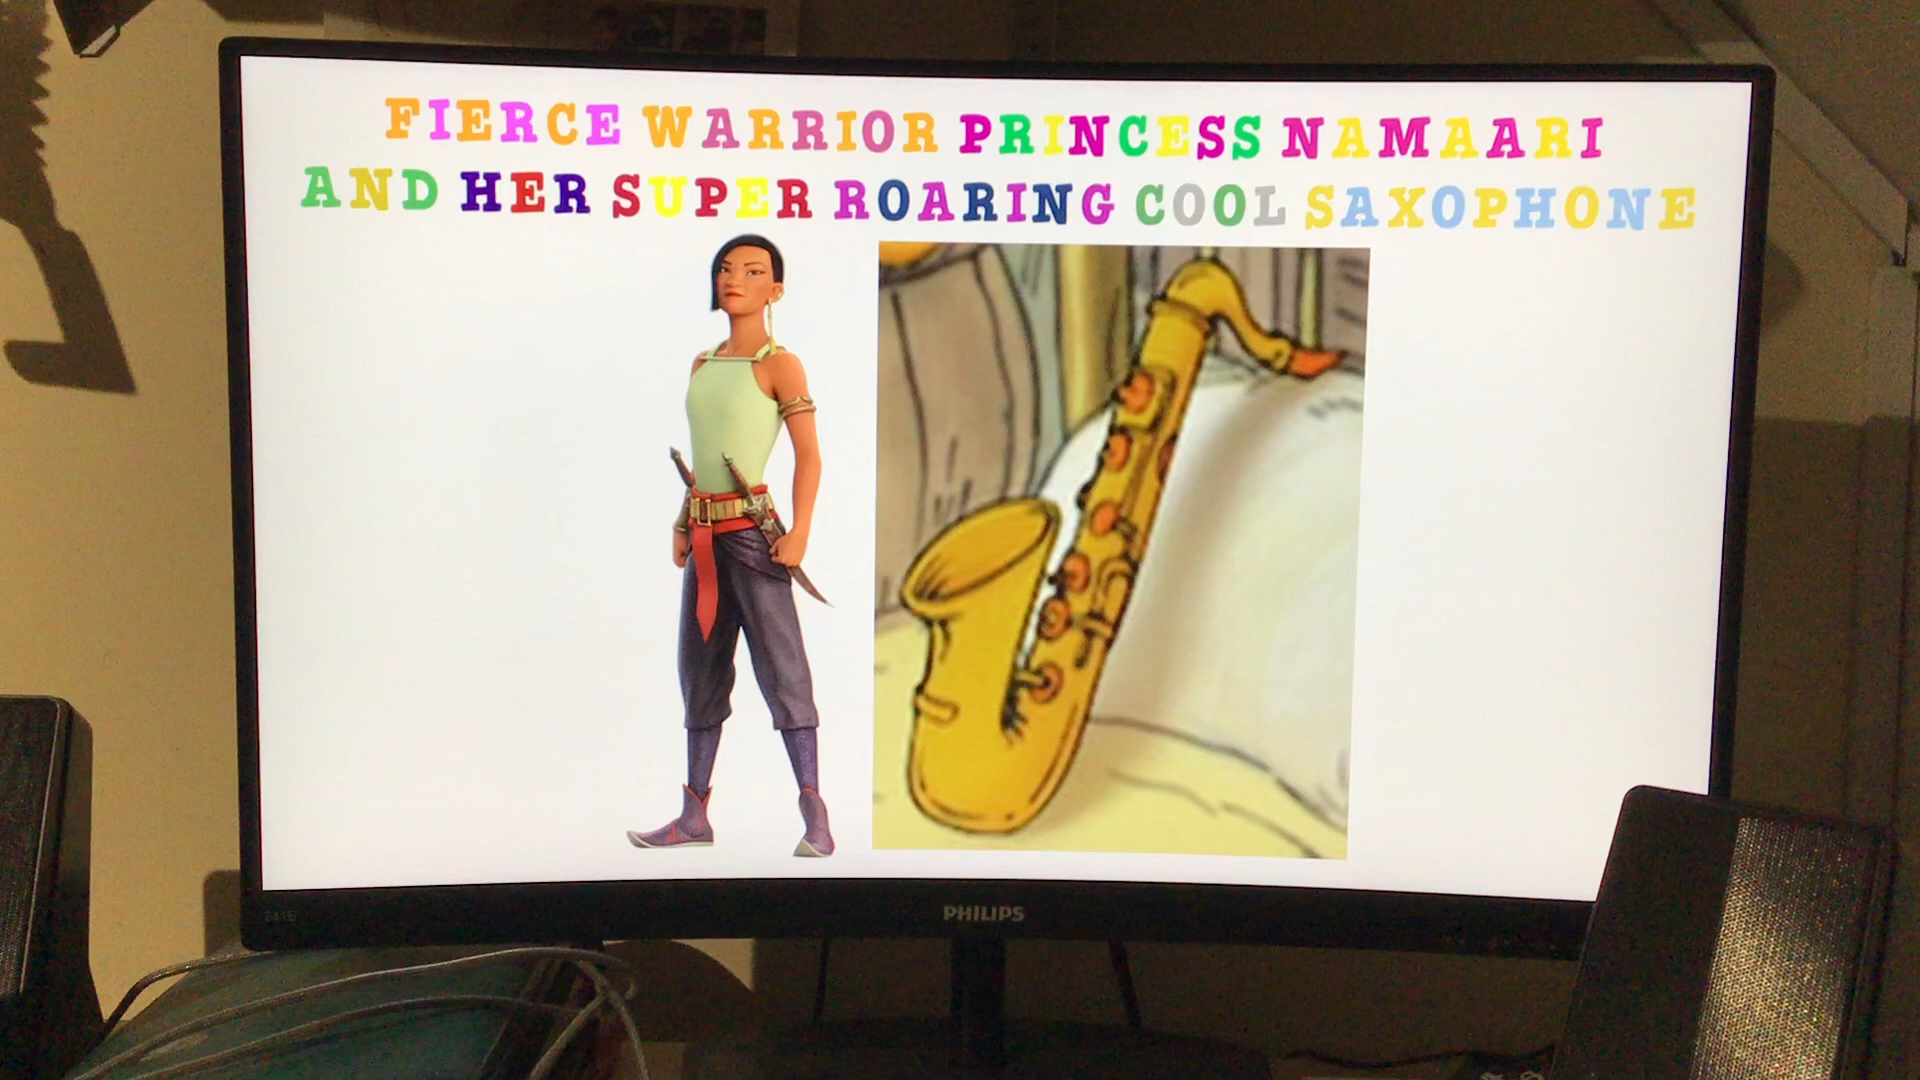 FIERCE WARRIOR PRINCESS NAMAARI
AND HER SUPER ROARING COOL SAXOPHONE
PHILIPS